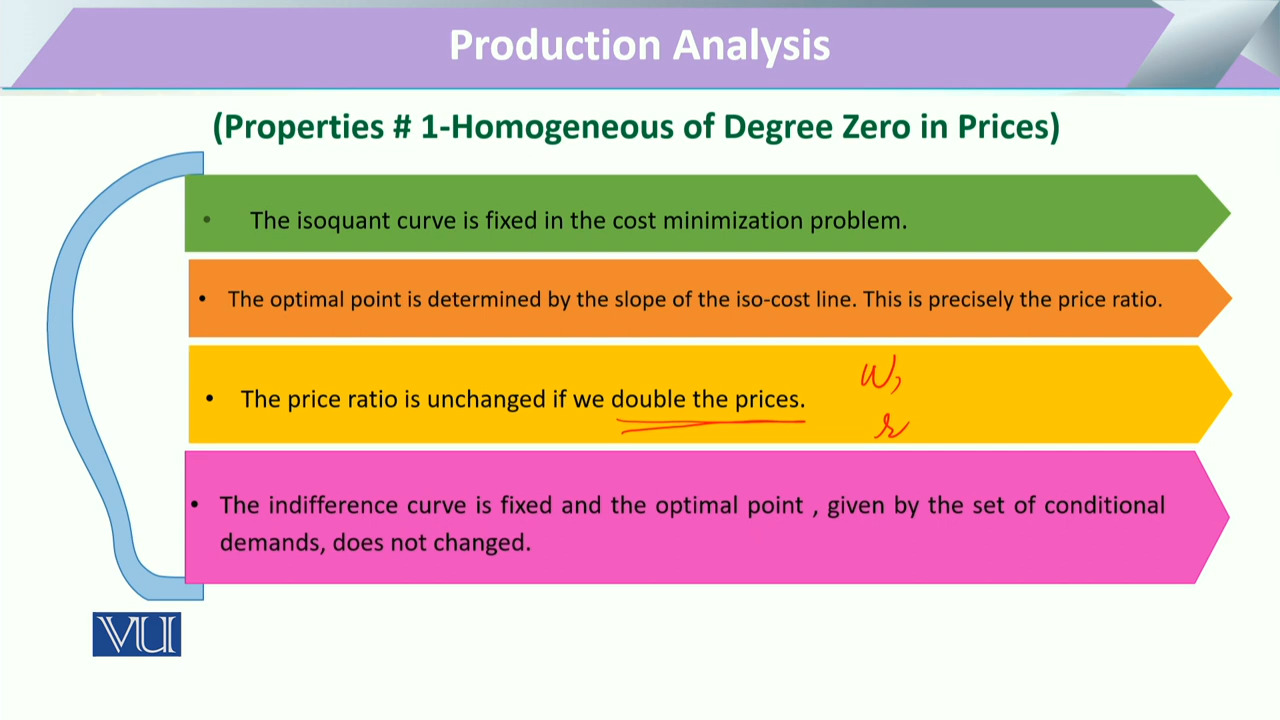 Production Analysis
(Properties # 1-Homogeneous of Degree Zero in Prices)
• The isoquant curve is fixed in the cost minimization problem.
• The optimal point is determined by the slope of the iso-cost line. This is precisely the price ratio.
• The price ratio is unchanged if we double the prices.
w,
r
• The indifference curve is fixed and the optimal point , given by the set of conditional
demands, does not changed.
VU